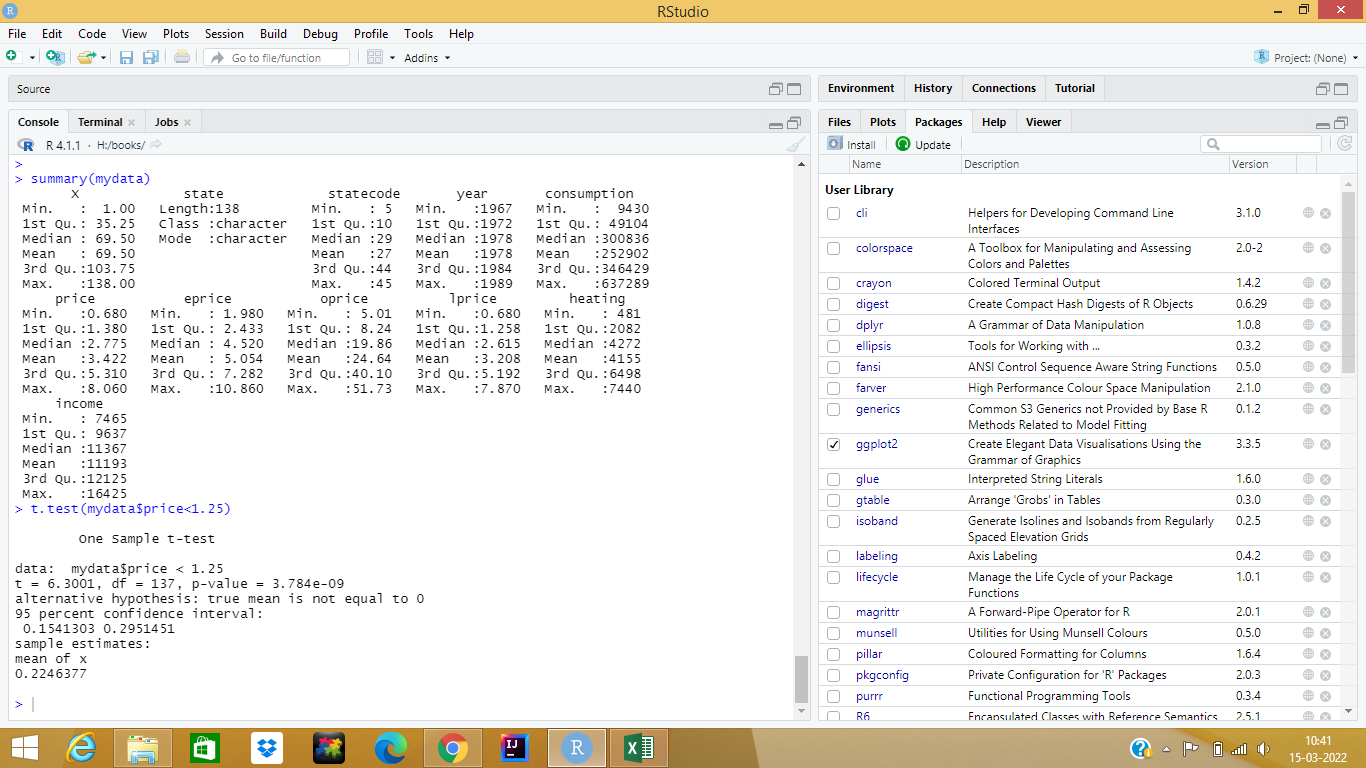 RStudio
File Edit Code View Plots Session Build Debug Profile Tools Help
Go to file/function Addins Project: (None)
Source
Console Terminal Jobs
R 4.1.1 · H:/books/
>
> summary(mydata)
       X             state             statecode       year       consumption
 Min.   :  1.00   Length:138         Min.   : 5   Min.   :1967   Min.   :  9430
 1st Qu.: 35.25   Class :character   1st Qu.:10   1st Qu.:1972   1st Qu.: 49104
 Median : 69.50   Mode  :character   Median :29   Median :1978   Median :300836
 Mean   : 69.50                      Mean   :27   Mean   :1978   Mean   :252902
 3rd Qu.:103.75                      3rd Qu.:44   3rd Qu.:1984   3rd Qu.:346429
 Max.   :138.00                      Max.   :45   Max.   :1989   Max.   :637289
     price           eprice           oprice          lprice         heating
 Min.   :0.680   Min.   : 1.980   Min.   : 5.01   Min.   :0.680   Min.   : 481
 1st Qu.:1.380   1st Qu.: 2.433   1st Qu.: 8.24   1st Qu.:1.258   1st Qu.:2082
 Median :2.775   Median : 4.520   Median :19.86   Median :2.615   Median :4272
 Mean   :3.422   Mean   : 5.054   Mean   :24.64   Mean   :3.208   Mean   :4155
 3rd Qu.:5.310   3rd Qu.: 7.282   3rd Qu.:40.10   3rd Qu.:5.192   3rd Qu.:6498
 Max.   :8.060   Max.   :10.860   Max.   :51.73   Max.   :7.870   Max.   :7440
     income
 Min.   : 7465
 1st Qu.: 9637
 Median :11367
 Mean   :11193
 3rd Qu.:12125
 Max.   :16425
> t.test(mydata$price<1.25)
One Sample t-test
data:  mydata$price < 1.25
t = 6.3001, df = 137, p-value = 3.784e-09
alternative hypothesis: true mean is not equal to 0
95 percent confidence interval:
 0.1541303 0.2951451
sample estimates:
mean of x
0.2246377
>
Environment History Connections Tutorial
Files Plots Packages Help Viewer
Install Update
Name Description Version
User Library
cli Helpers for Developing Command Line 3.1.0
Interfaces
colorspace A Toolbox for Manipulating and Assessing 2.0-2
Colors and Palettes
crayon Colored Terminal Output 1.4.2
digest Create Compact Hash Digests of R Objects 0.6.29
dplyr A Grammar of Data Manipulation 1.0.8
ellipsis Tools for Working with ... 0.3.2
fansi ANSI Control Sequence Aware String Functions 0.5.0
farver High Performance Colour Space Manipulation 2.1.0
generics Common S3 Generics not Provided by Base R 0.1.2
Methods Related to Model Fitting
ggplot2 Create Elegant Data Visualisations Using the 3.3.5
Grammar of Graphics
glue Interpreted String Literals 1.6.0
gtable Arrange 'Grobs' in Tables 0.3.0
isoband Generate Isolines and Isobands from Regularly 0.2.5
Spaced Elevation Grids
labeling Axis Labeling 0.4.2
lifecycle Manage the Life Cycle of your Package 1.0.1
Functions
magrittr A Forward-Pipe Operator for R 2.0.1
munsell Utilities for Using Munsell Colours 0.5.0
pillar Coloured Formatting for Columns 1.6.4
pkgconfig Private Configuration for 'R' Packages 2.0.3
purrr Functional Programming Tools 0.3.4
R6 Encapsulated Classes with Reference Semantics 2.5.1
10:41
15-03-2022